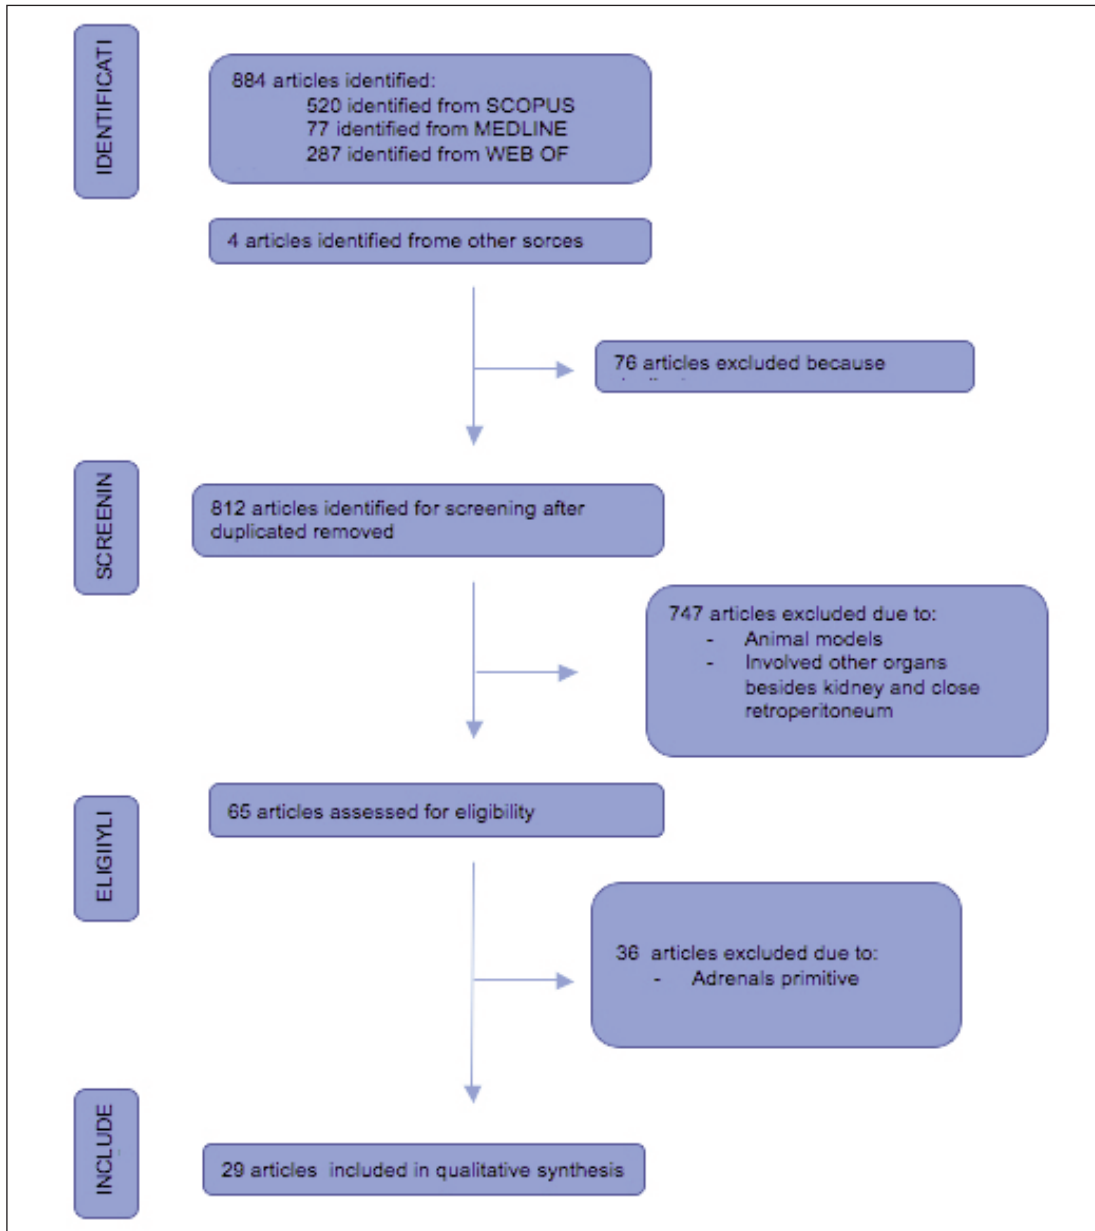 IDENTIFICATI
884 articles identified:
520 identified from SCOPUS
77 identified from MEDLINE
287 identified from WEB OF
4 articles identified frome other sorces
76 articles excluded because
SCREENIN
812 articles identified for screening after
duplicated removed
747 articles excluded due to:
- Animal models
- Involved other organs
besides kidney and close
retroperitoneum
ELIGIIYLI
65 articles assessed for eligibility
36 articles excluded due to:
- Adrenals primitive
INCLUDE
29 articles included in qualitative synthesis